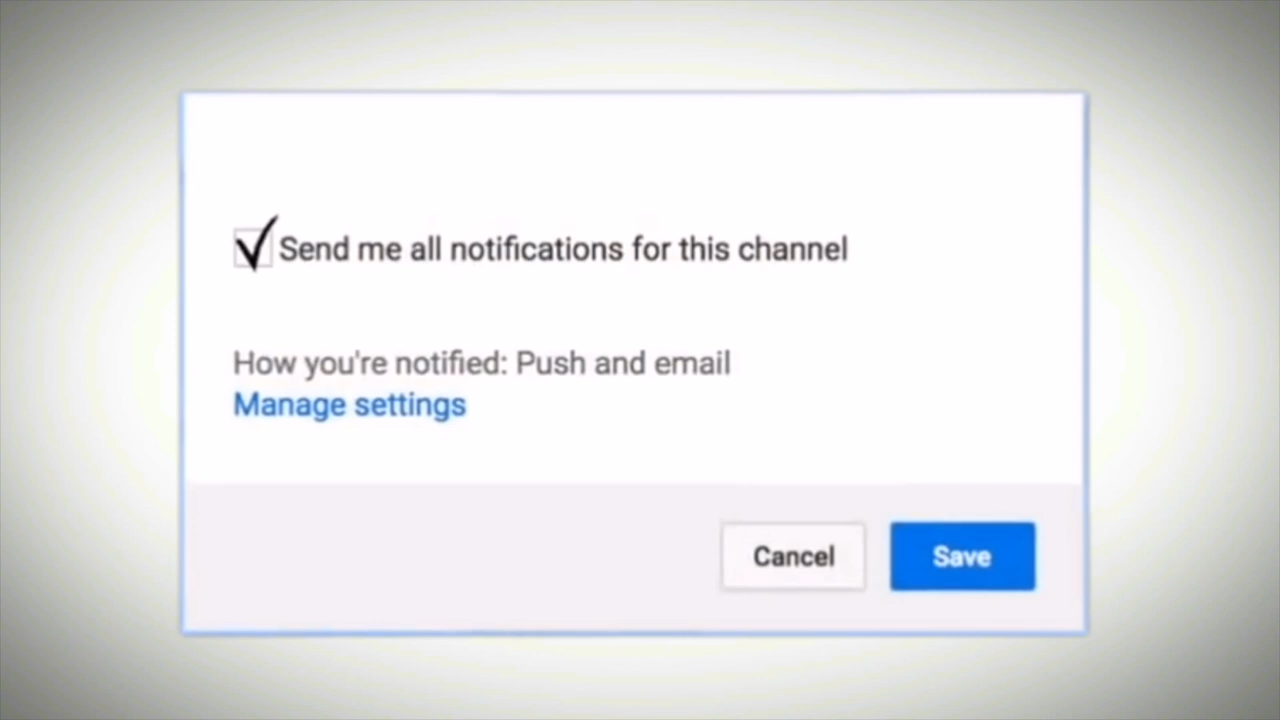 Send me all notifications for this channel
How you're notified: Push and email
Manage settings
Cancel
Save